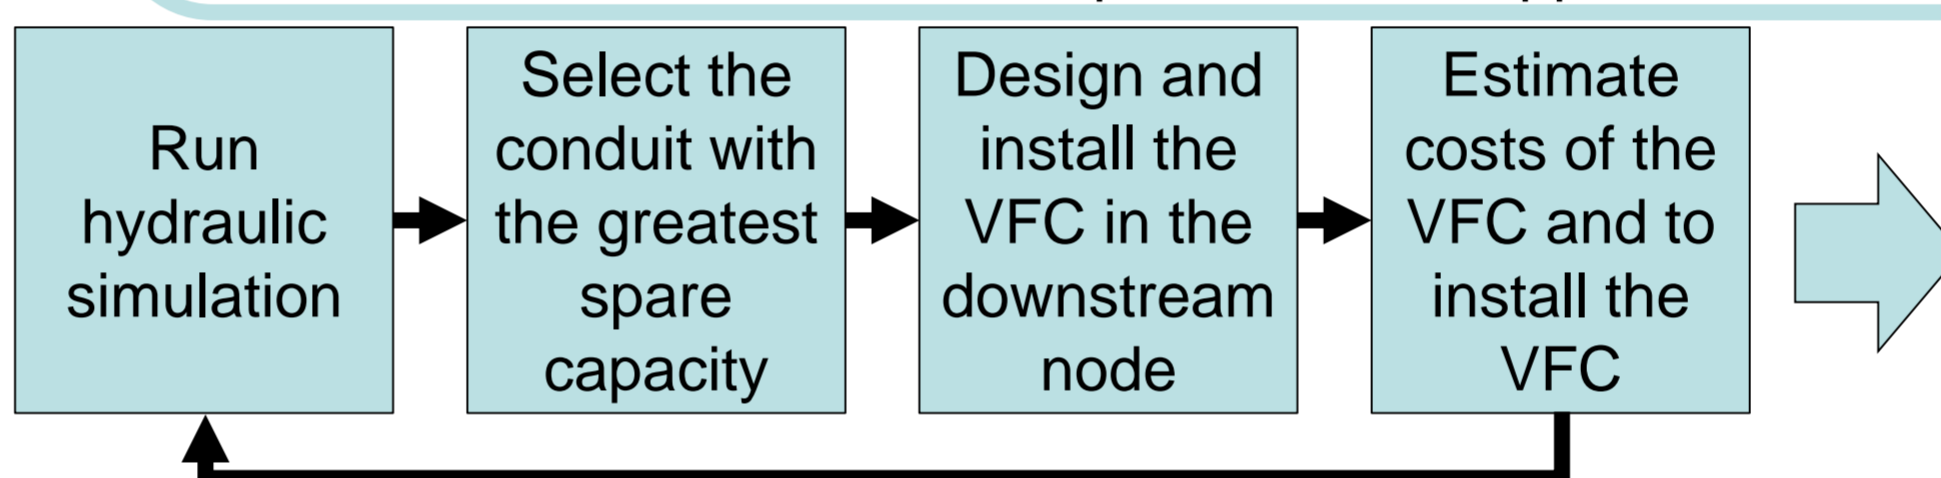 Run
hydraulic
simulation
Select the
conduit with
the greatest
spare
capacity
Design and
install the
VFC in the
downstream
node
Estimate
costs of the
VFC and to
install the
VFC